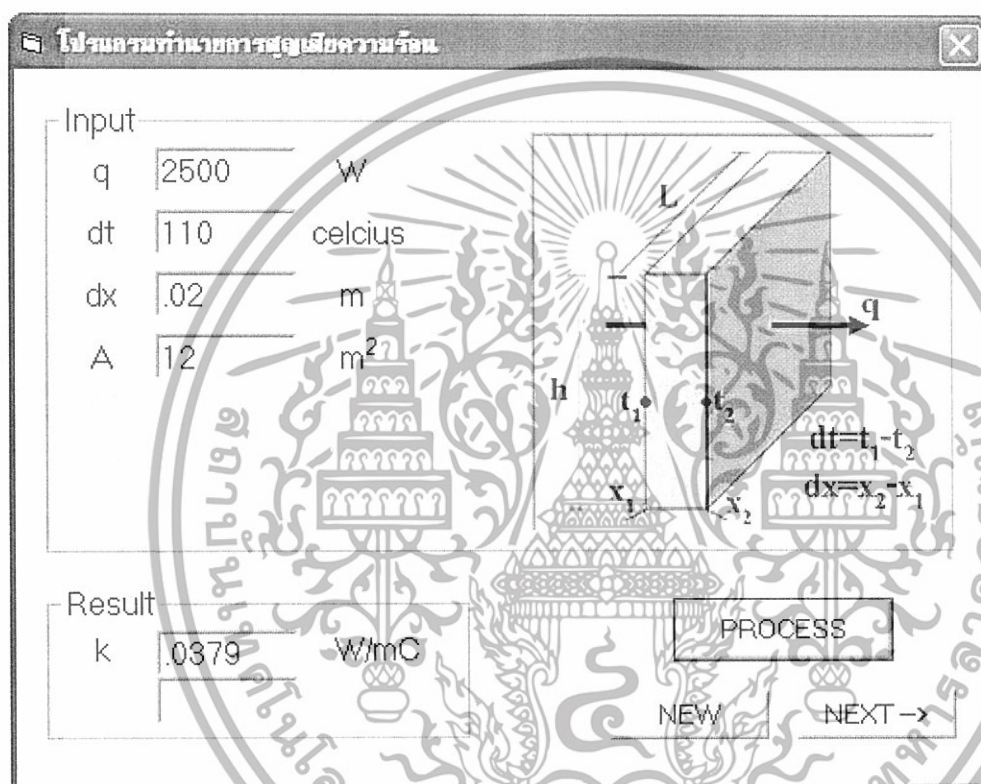 โปรแกรมทำนายการสูญเสียความร้อน
Input
q 2500 W
dt 110 celcius
dx .02 m
A 12 m²
L
q
h
t₁ t₂
dt=t₁-t₂
dx=x₂-x₁
x₁ x₂
Result
k .0379 W/mC
PROCESS
NEW NEXT->